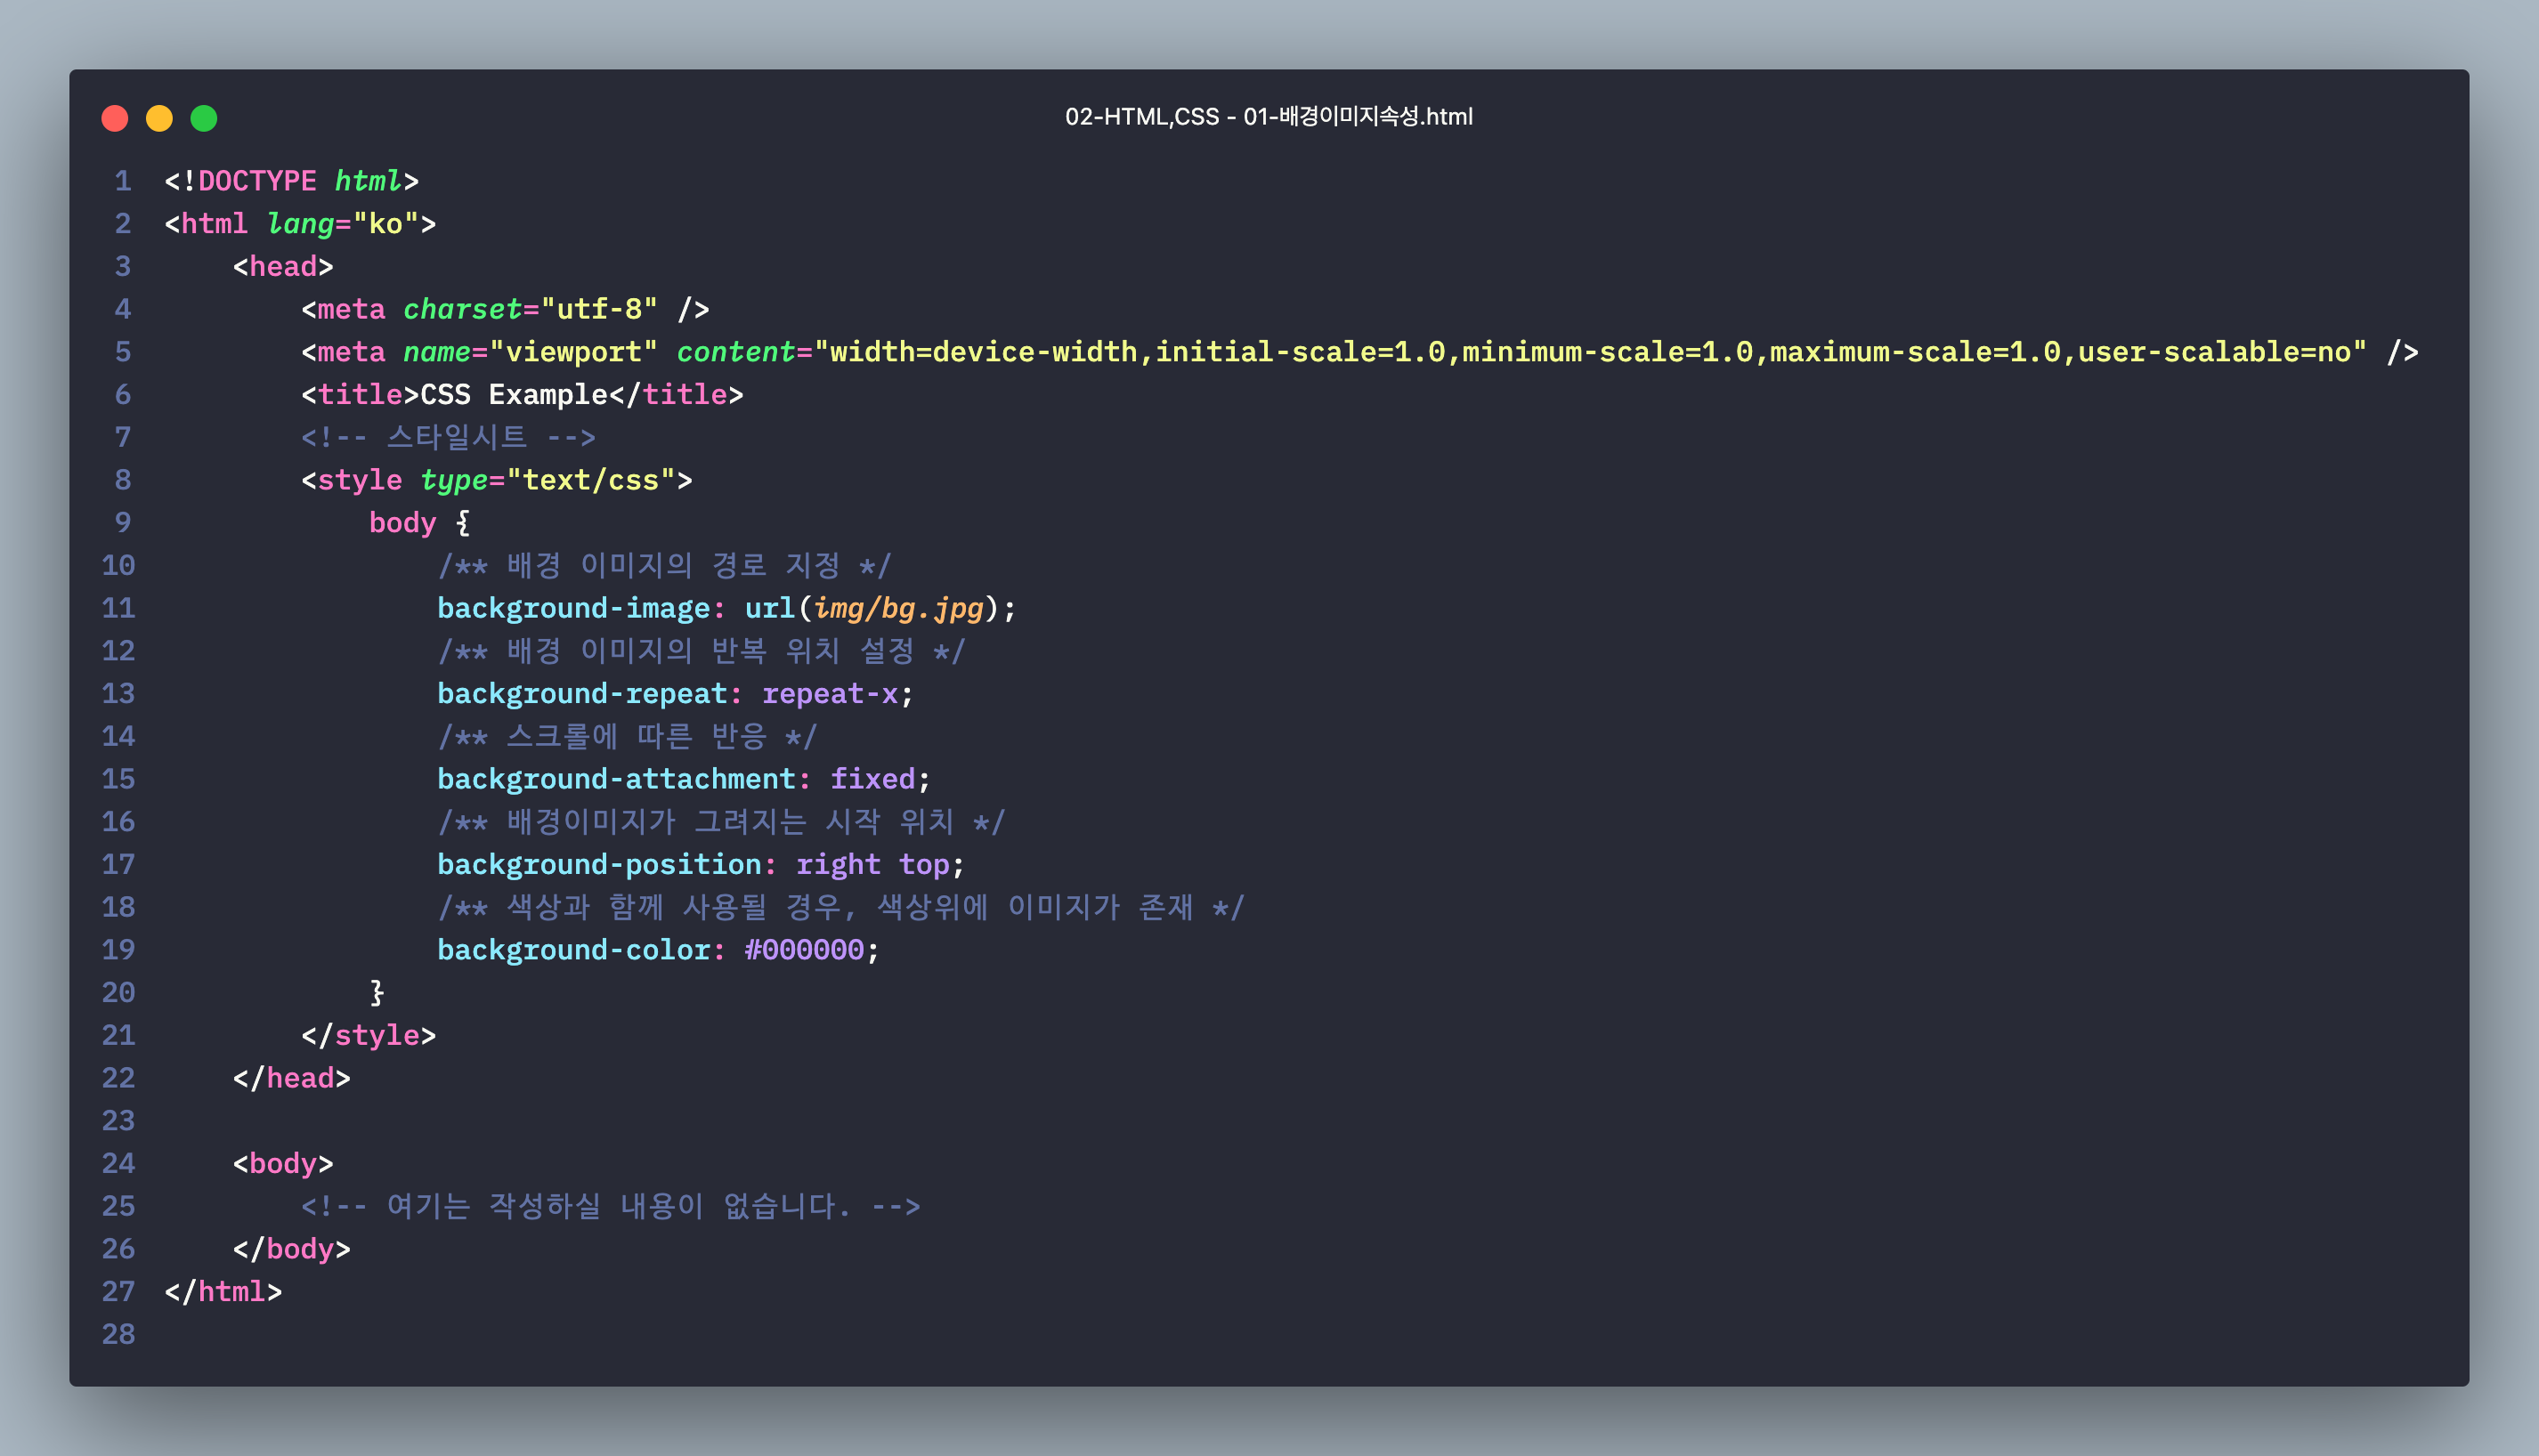 02-HTML,CSS - 01-배경이미지속성.html
1 <!DOCTYPE html>
2 <html lang="ko">
3     <head>
4         <meta charset="utf-8" />
5         <meta name="viewport" content="width=device-width,initial-scale=1.0,minimum-scale=1.0,maximum-scale=1.0,user-scalable=no" />
6         <title>CSS Example</title>
7         <!-- 스타일시트 -->
8         <style type="text/css">
9             body {
10                 /** 배경 이미지의 경로 지정 */
11                 background-image: url(img/bg.jpg);
12                 /** 배경 이미지의 반복 위치 설정 */
13                 background-repeat: repeat-x;
14                 /** 스크롤에 따른 반응 */
15                 background-attachment: fixed;
16                 /** 배경이미지가 그려지는 시작 위치 */
17                 background-position: right top;
18                 /** 색상과 함께 사용될 경우, 색상위에 이미지가 존재 */
19                 background-color: #000000;
20             }
21         </style>
22     </head>
23
24     <body>
25         <!-- 여기는 작성하실 내용이 없습니다. -->
26     </body>
27 </html>
28